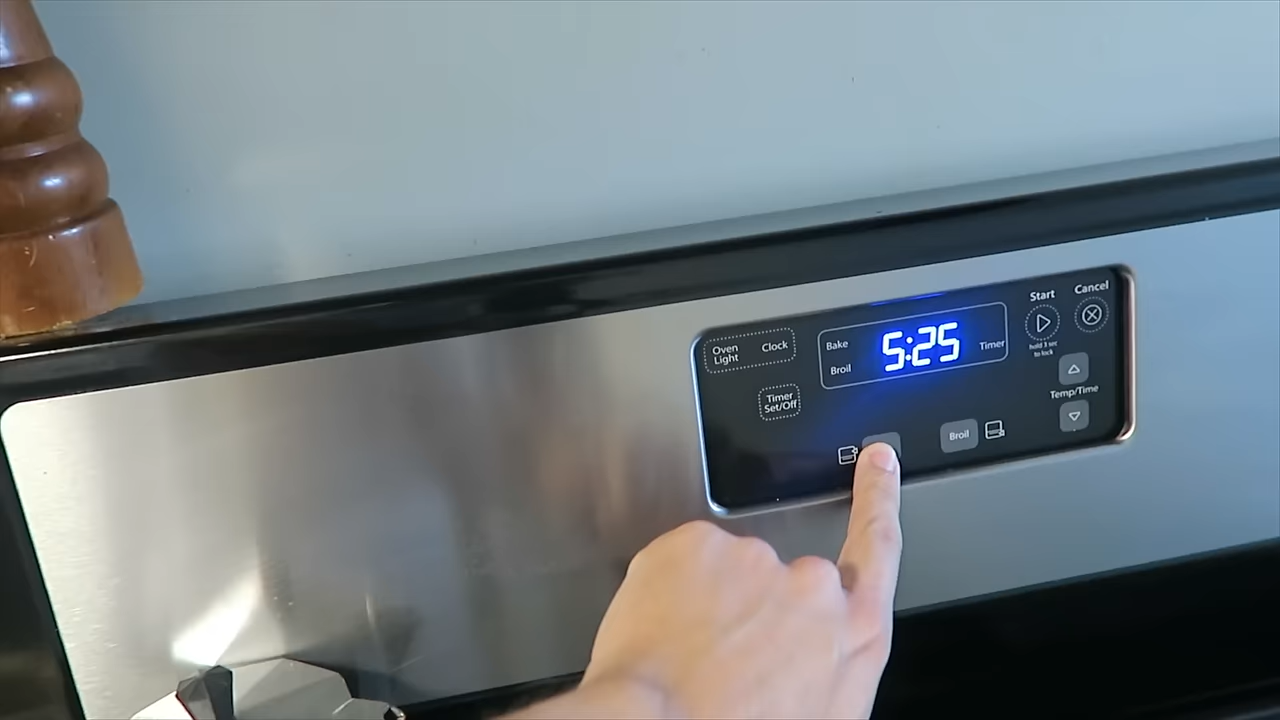 Start
Cancel
Oven
Light
Clock
Bake
5:25
Timer
Broil
hold 3 sec
to lock
Timer
Set/Off
Temp/Time
Broil